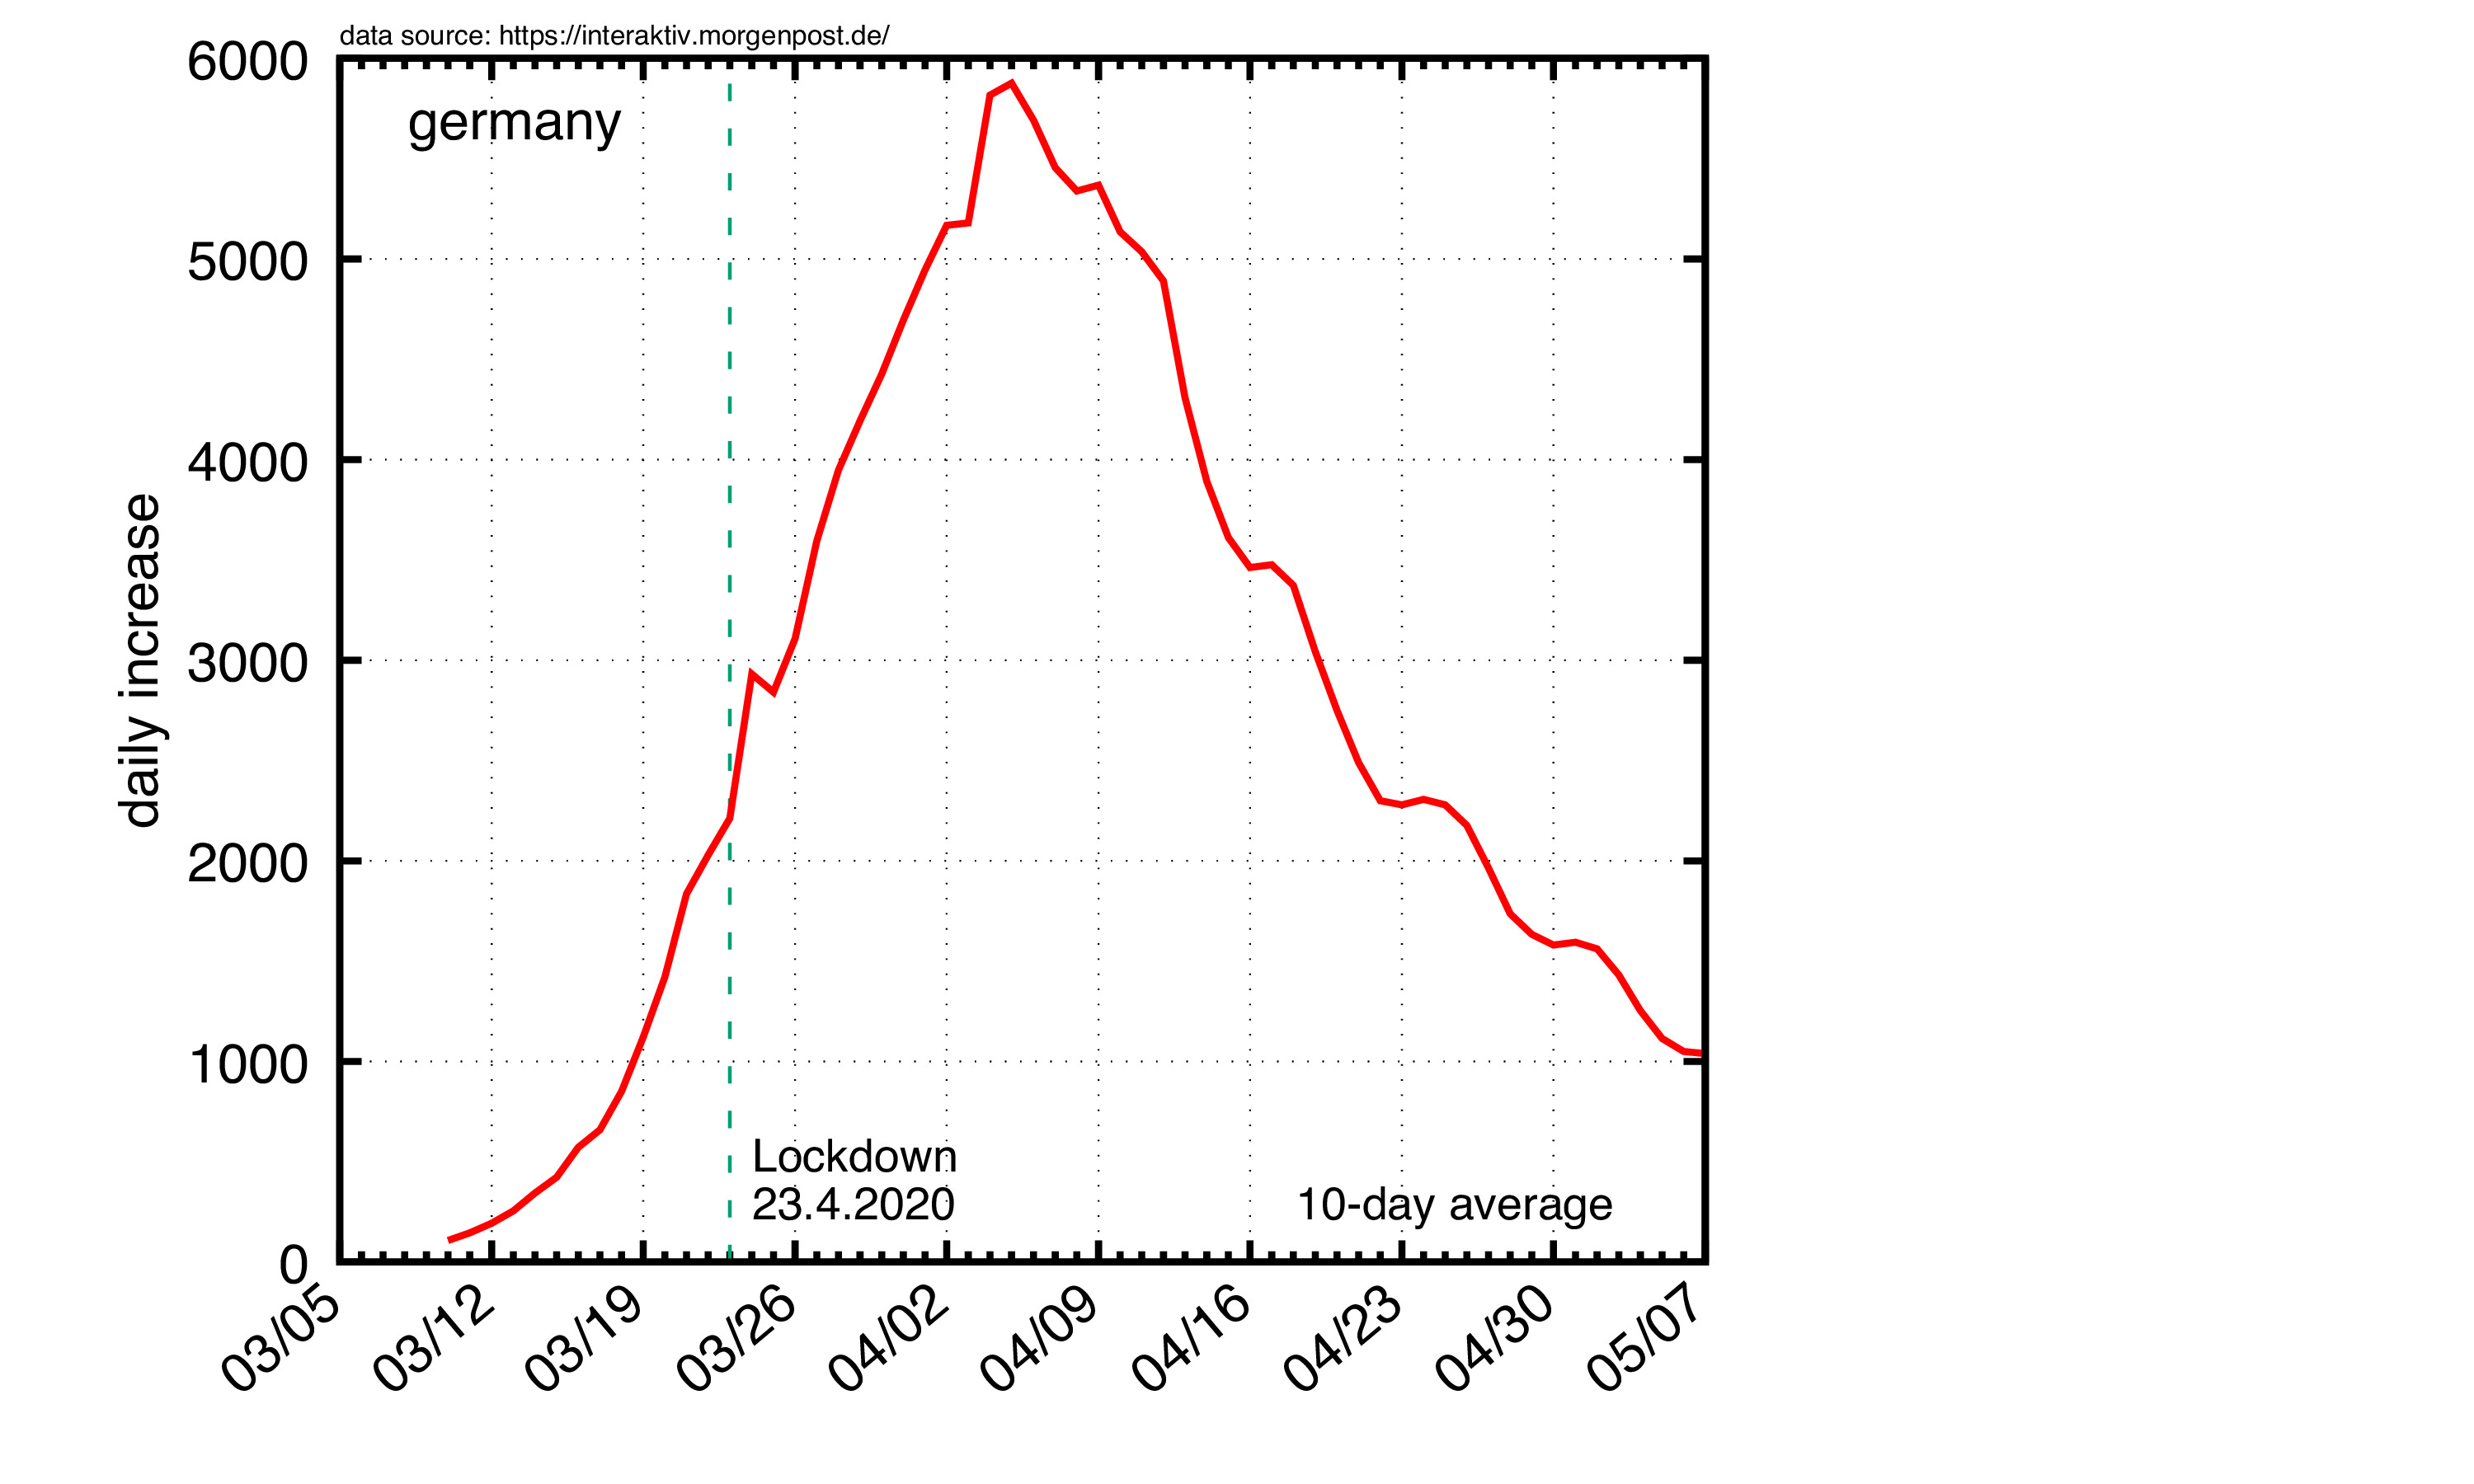 data source: https://interaktiv.morgenpost.de/
6000
germany
5000
4000
daily increase
3000
2000
1000
Lockdown
23.4.2020
10-day average
0
03/05 03/12 03/19 03/26 04/02 04/09 04/16 04/23 04/30 05/07